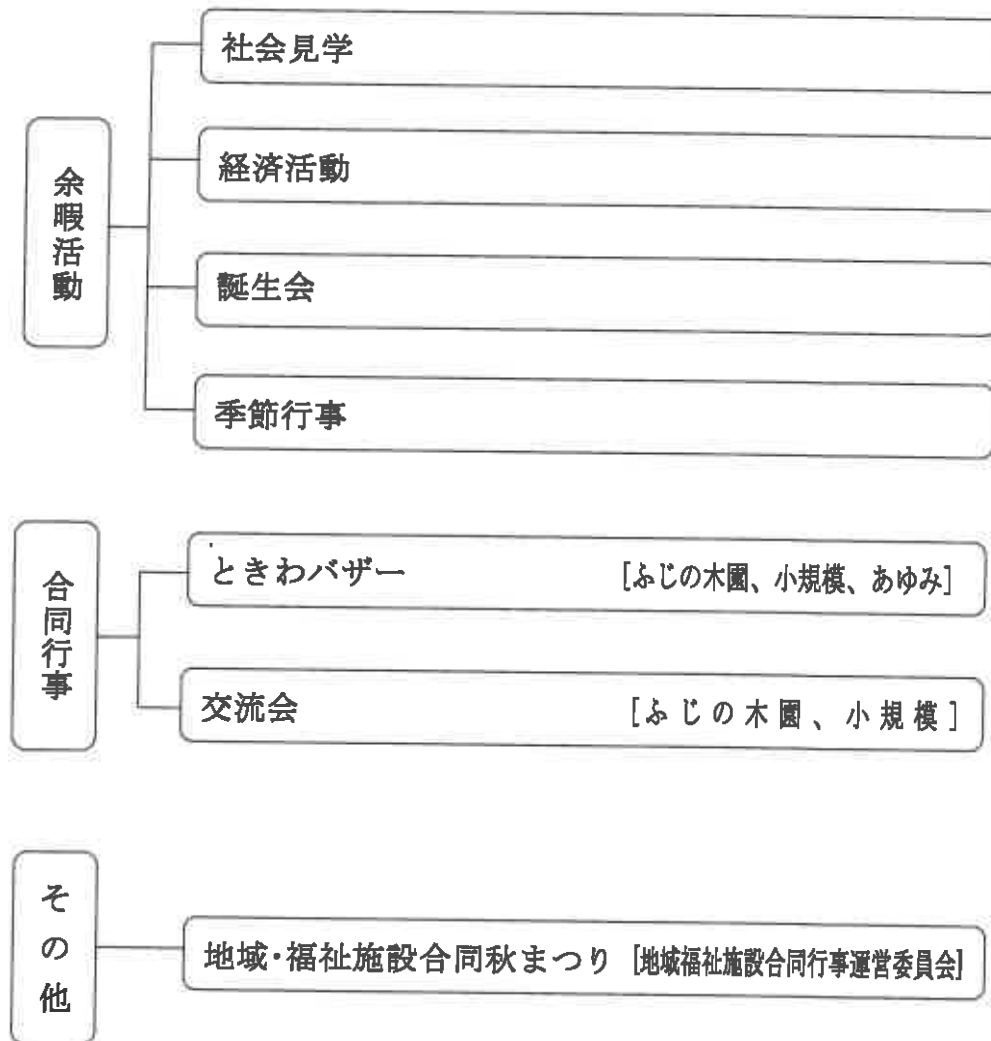 余暇活動
社会見学
経済活動
誕生会
季節行事
合同行事
ときわバザー [ふじの木園、小規模、あゆみ]
交流会 [ふじの木園、小規模]
その他
地域・福祉施設合同秋まつり [地域福祉施設合同行事運営委員会]